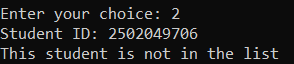 Enter your choice: 2
Student ID: 2502049706
This student is not in the list